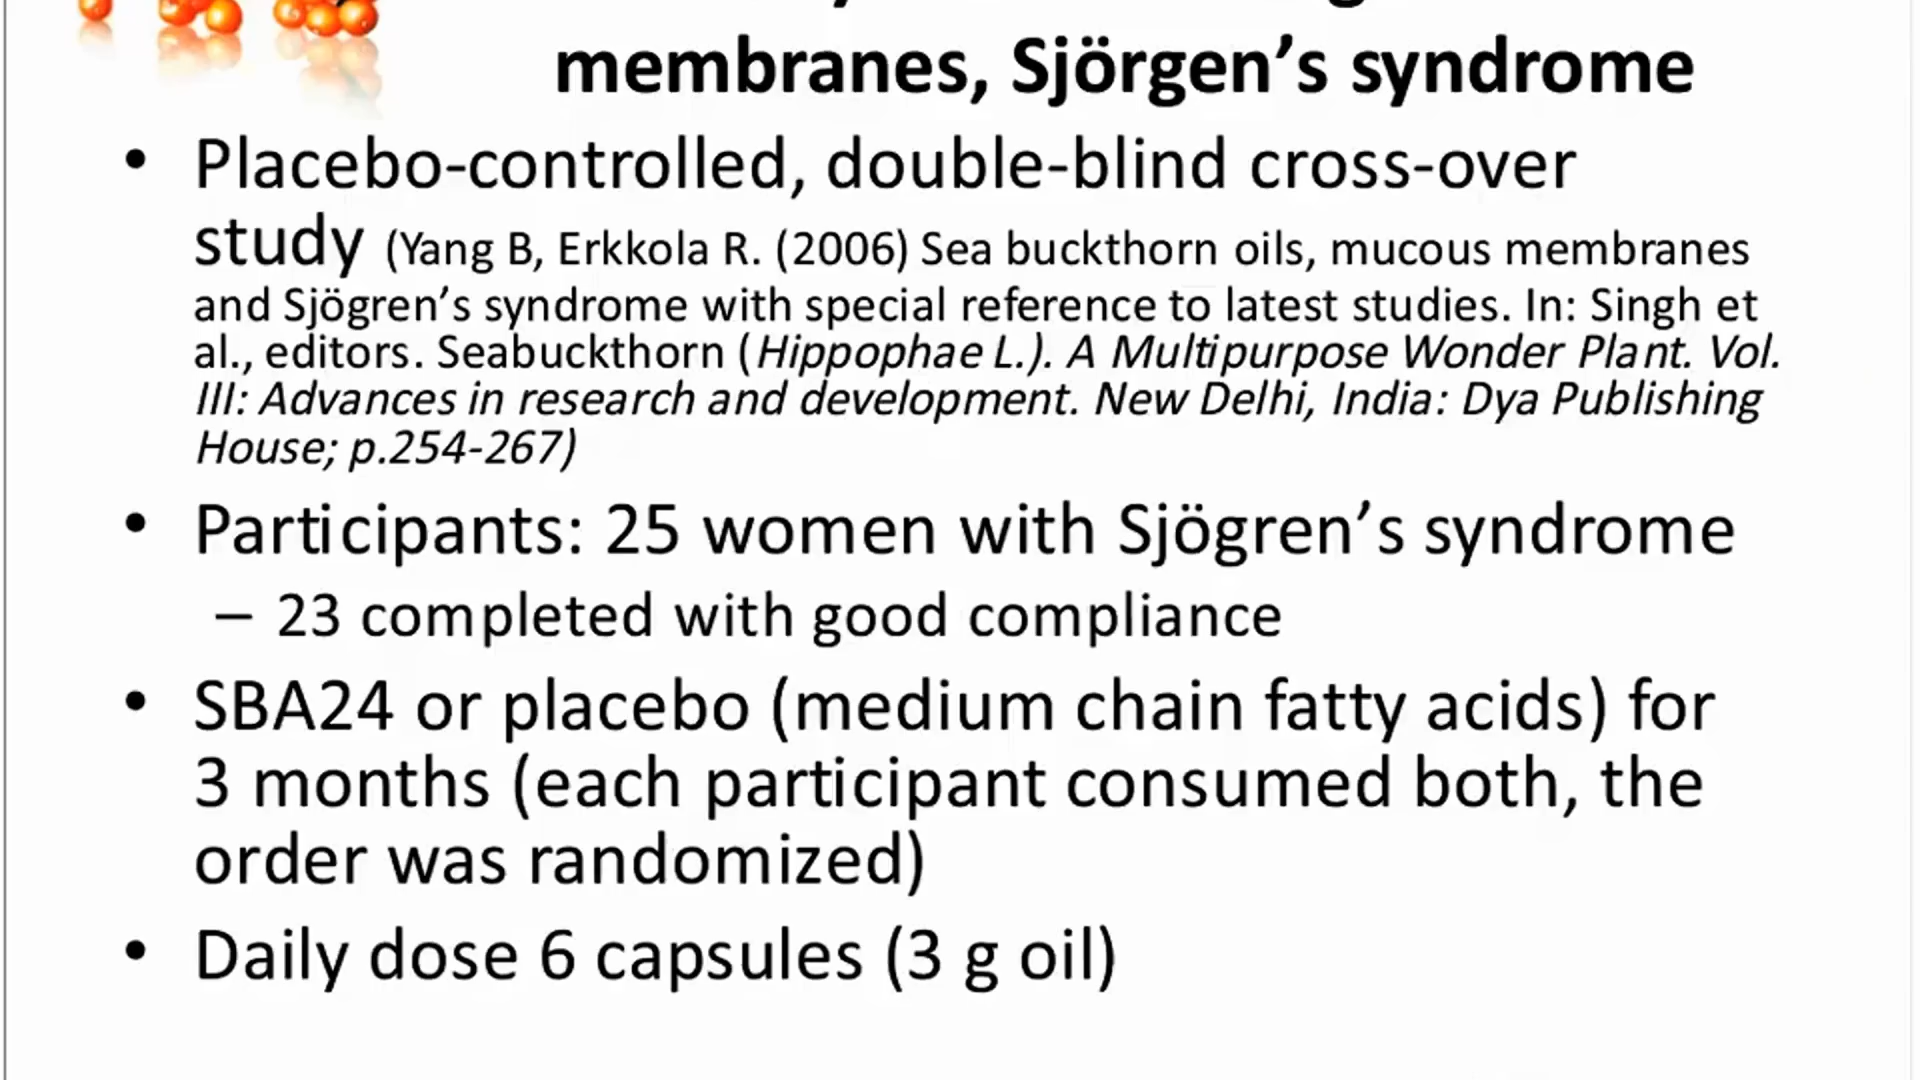 membranes, Sjörgen’s syndrome
• Placebo-controlled, double-blind cross-over
study (Yang B, Erkkola R. (2006) Sea buckthorn oils, mucous membranes
and Sjögren’s syndrome with special reference to latest studies. In: Singh et
al., editors. Seabuckthorn (Hippophae L.). A Multipurpose Wonder Plant. Vol.
III: Advances in research and development. New Delhi, India: Dya Publishing
House; p.254-267)
• Participants: 25 women with Sjögren’s syndrome
– 23 completed with good compliance
• SBA24 or placebo (medium chain fatty acids) for
3 months (each participant consumed both, the
order was randomized)
• Daily dose 6 capsules (3 g oil)